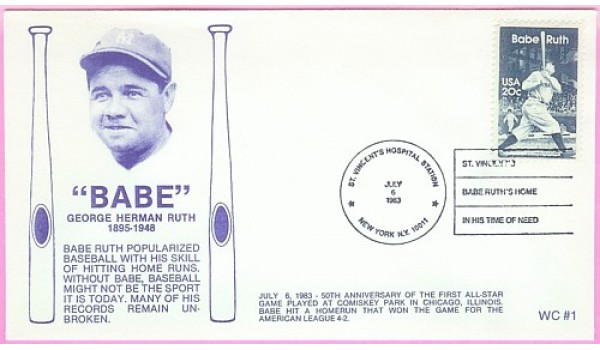 Babe Ruth
USA
20c
"BABE"
GEORGE HERMAN RUTH
1895-1948
BABE RUTH POPULARIZED
BASEBALL WITH HIS SKILL
OF HITTING HOME RUNS.
WITHOUT BABE, BASEBALL
MIGHT NOT BE THE SPORT
IT IS TODAY. MANY OF HIS
RECORDS REMAIN UN-
BROKEN.
ST. VINCENT'S HOSPITAL STATION
JULY
6
1983
NEW YORK N.Y. 10011
ST. VINCENT'S
BABE RUTH'S HOME
IN HIS TIME OF NEED
JULY 6, 1983 - 50TH ANNIVERSARY OF THE FIRST ALL-STAR
GAME PLAYED AT COMISKEY PARK IN CHICAGO, ILLINOIS.
BABE HIT A HOMERUN THAT WON THE GAME FOR THE
AMERICAN LEAGUE 4-2.
WC #1